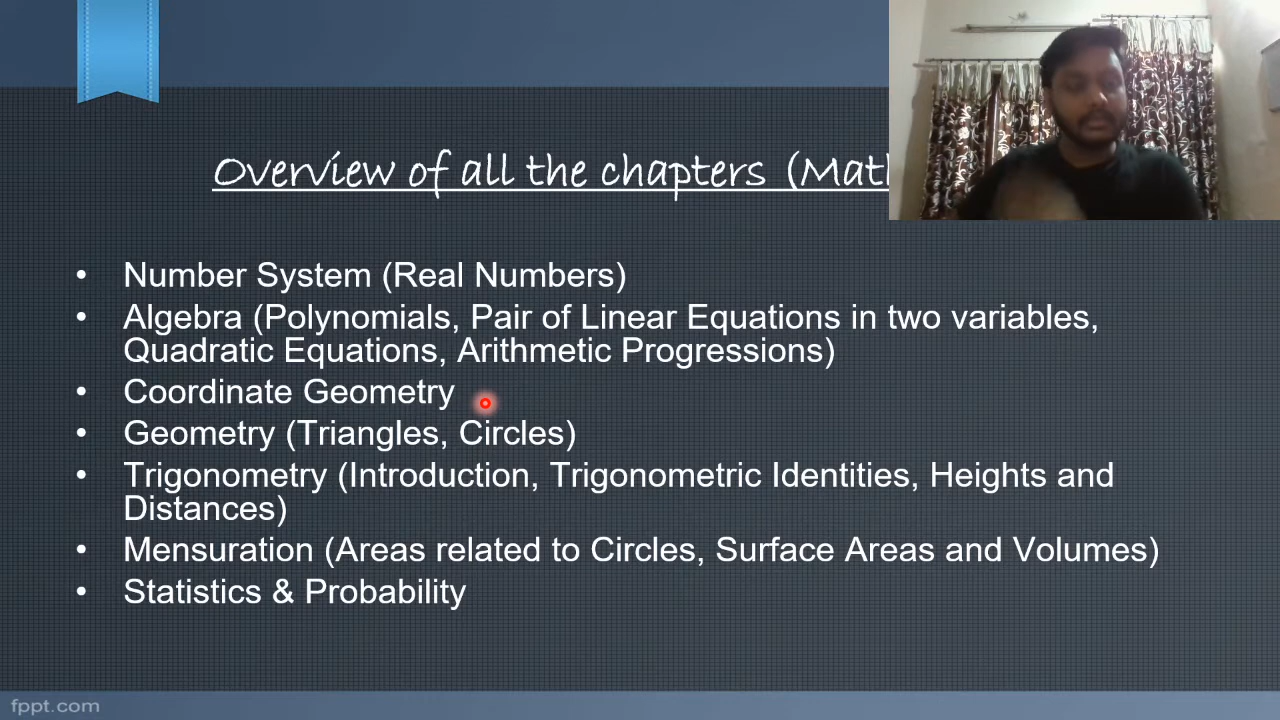 Overview of all the chapters (Math
• Number System (Real Numbers)
• Algebra (Polynomials, Pair of Linear Equations in two variables,
Quadratic Equations, Arithmetic Progressions)
• Coordinate Geometry
• Geometry (Triangles, Circles)
• Trigonometry (Introduction, Trigonometric Identities, Heights and
Distances)
• Mensuration (Areas related to Circles, Surface Areas and Volumes)
• Statistics & Probability
fppt.com